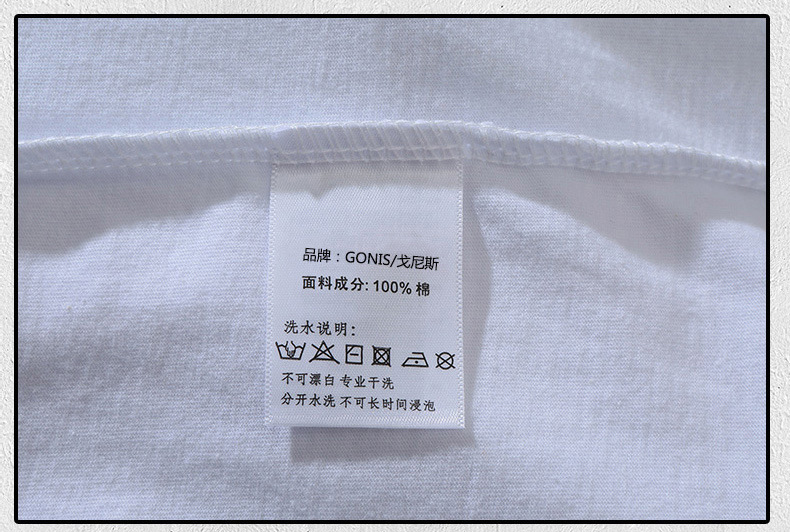 品牌：GONIS/戈尼斯
面料成分: 100% 棉
洗水说明:
不可漂白 专业干洗
分开水洗 不可长时间浸泡